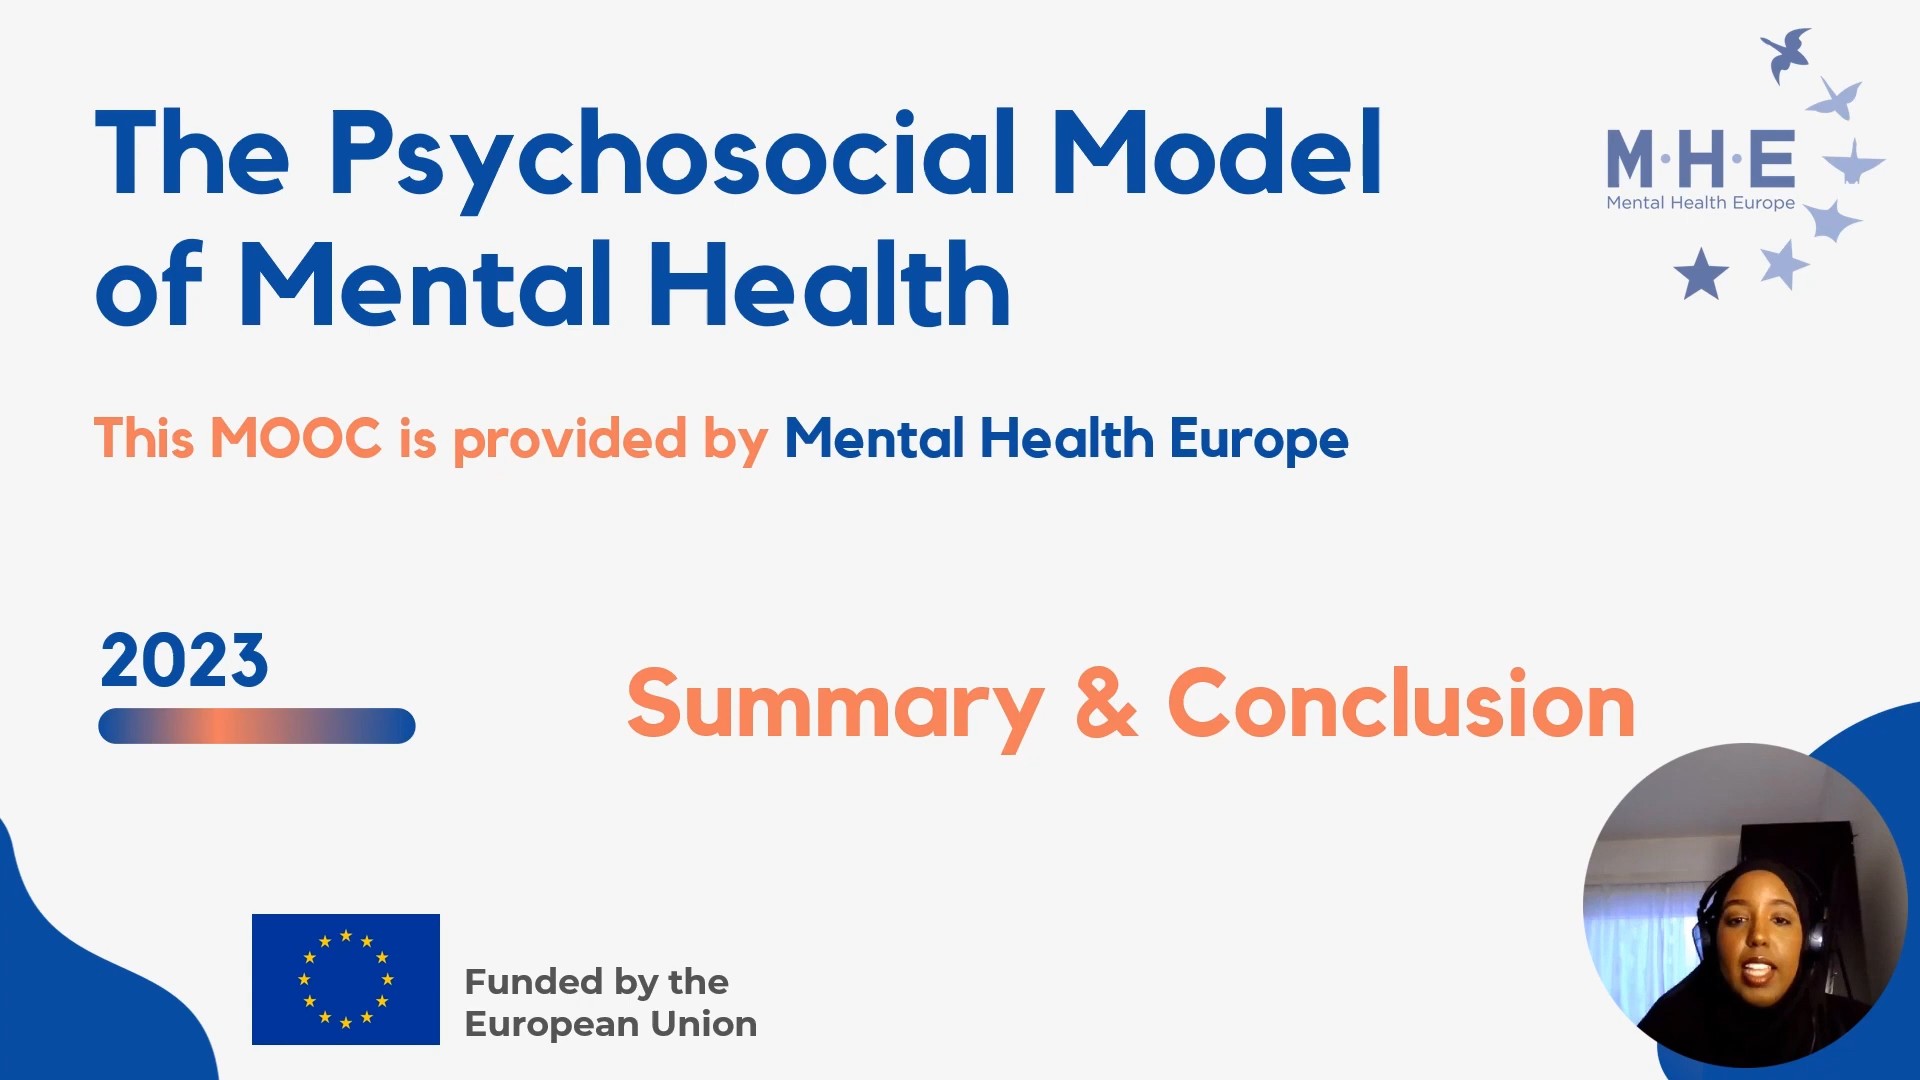 The Psychosocial Model
of Mental Health
M·H·E
Mental Health Europe
This MOOC is provided by Mental Health Europe
2023
Summary & Conclusion
Funded by the
European Union